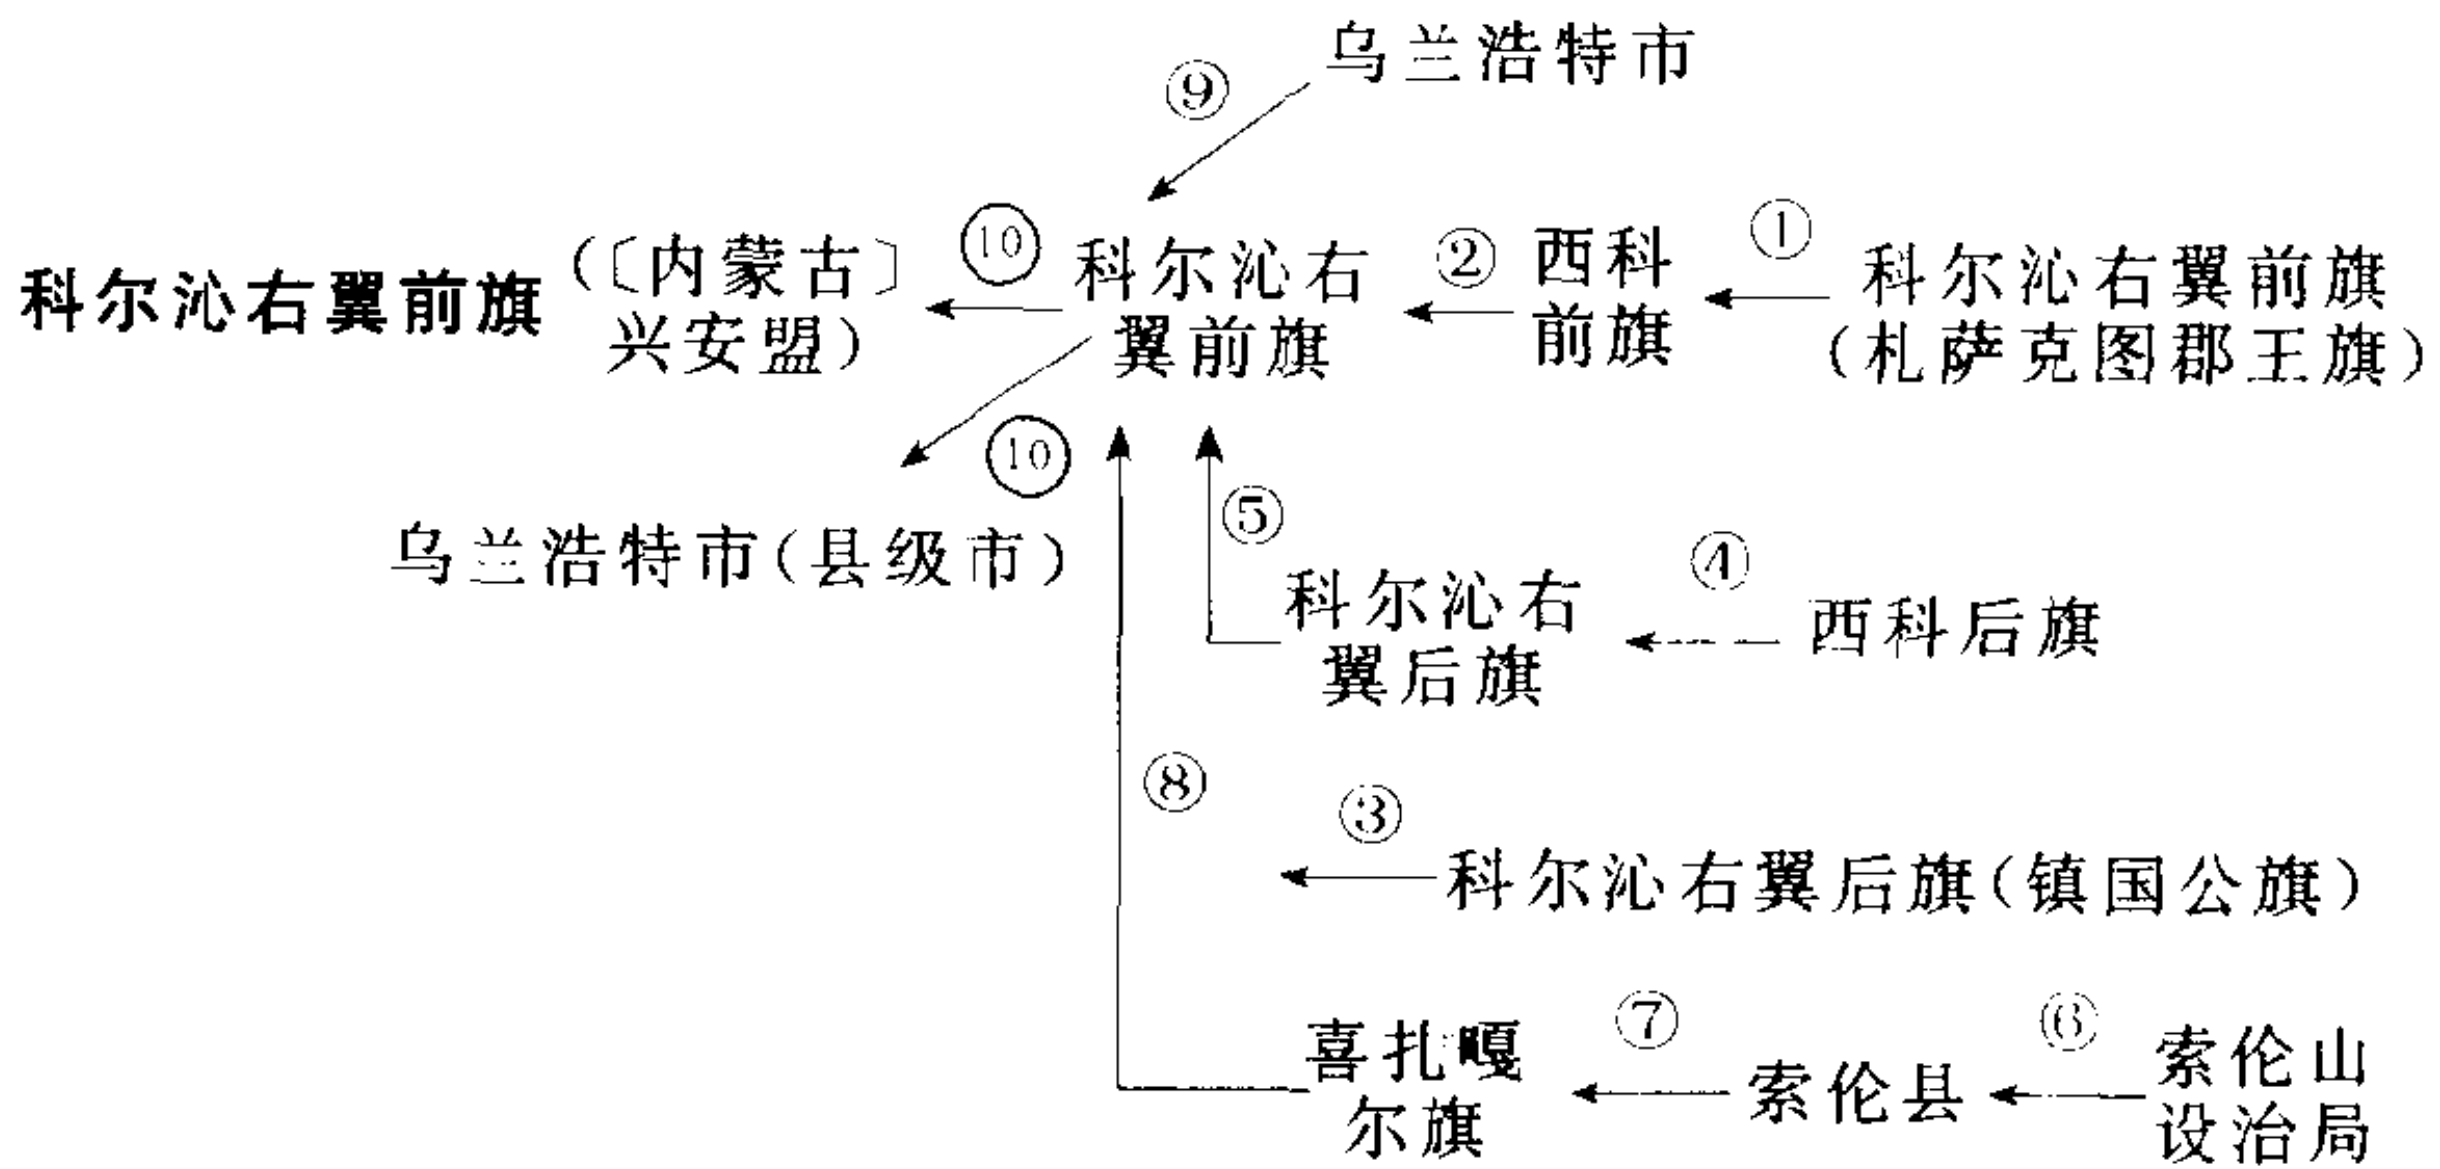 乌兰浩特市
⑨
科尔沁右翼前旗
(〔内蒙古〕
兴安盟)
⑩
科尔沁右
翼前旗
②
西科
前旗
①
科尔沁右翼前旗
(札萨克图郡王旗)
⑩
乌兰浩特市(县级市)
⑤
科尔沁右
翼后旗
④
西科后旗
⑧
③
科尔沁右翼后旗(镇国公旗)
喜扎嘎
尔旗
⑦
索伦县
⑥
索伦山
设治局